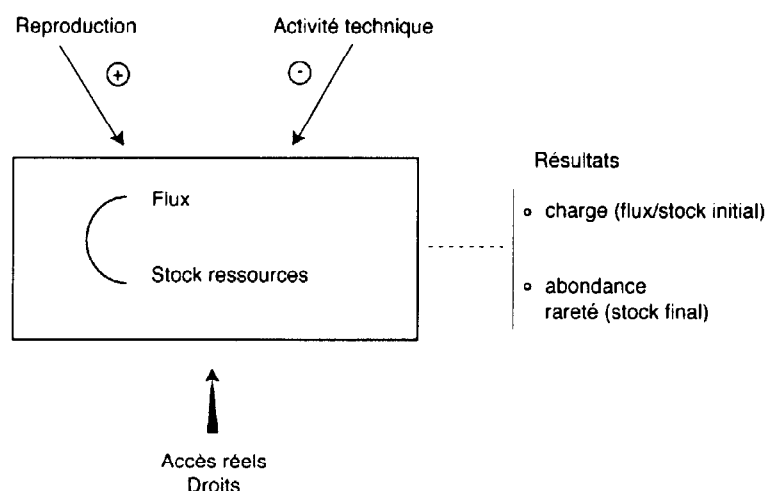 Reproduction
Activité technique
+
-
Flux
Stock ressources
Résultats
charge (flux/stock initial)
abondance
rareté (stock final)
Accès réels
Droits